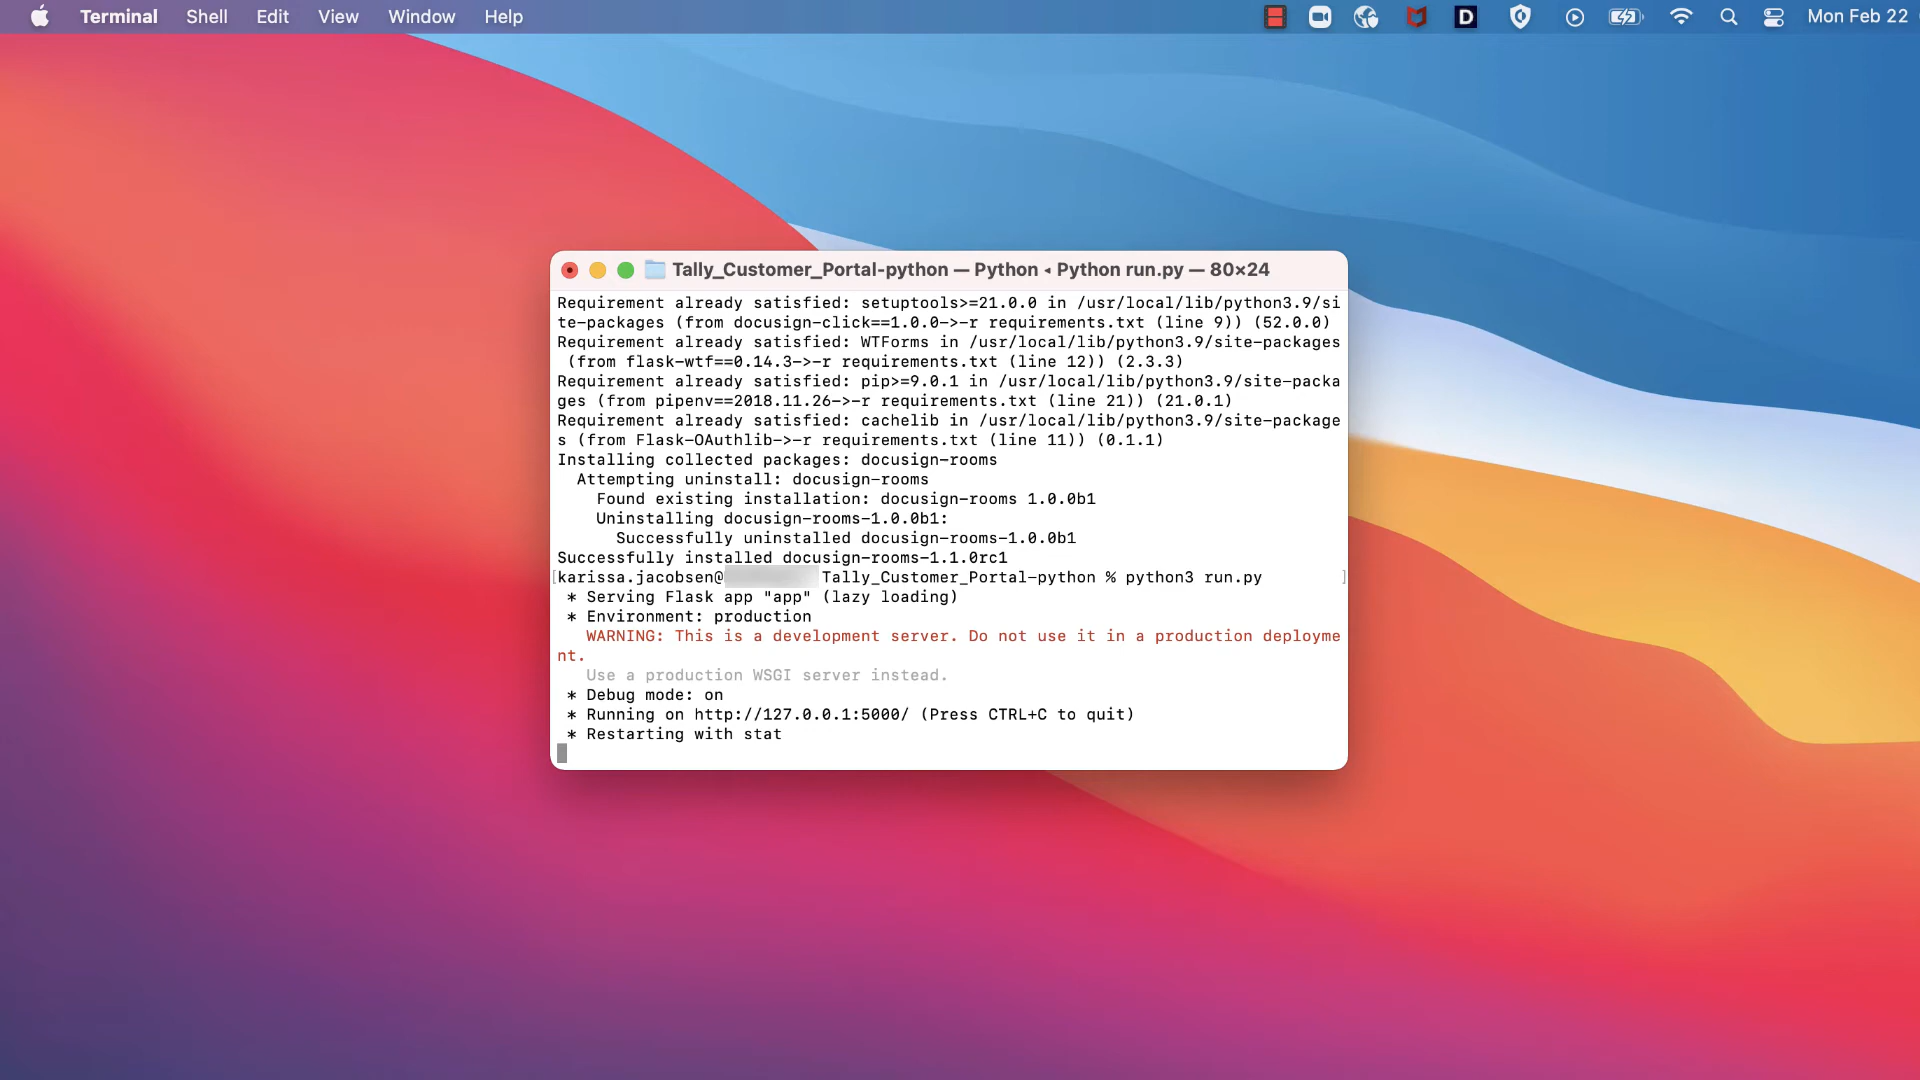 Terminal Shell Edit View Window Help D Mon Feb 22
Tally_Customer_Portal-python — Python ◂ Python run.py — 80×24
Requirement already satisfied: setuptools>=21.0.0 in /usr/local/lib/python3.9/si
te-packages (from docusign-click==1.0.0->-r requirements.txt (line 9)) (52.0.0)
Requirement already satisfied: WTForms in /usr/local/lib/python3.9/site-packages
 (from flask-wtf==0.14.3->-r requirements.txt (line 12)) (2.3.3)
Requirement already satisfied: pip>=9.0.1 in /usr/local/lib/python3.9/site-packa
ges (from pipenv==2018.11.26->-r requirements.txt (line 21)) (21.0.1)
Requirement already satisfied: cachelib in /usr/local/lib/python3.9/site-package
s (from Flask-OAuthlib->-r requirements.txt (line 11)) (0.1.1)
Installing collected packages: docusign-rooms
  Attempting uninstall: docusign-rooms
    Found existing installation: docusign-rooms 1.0.0b1
    Uninstalling docusign-rooms-1.0.0b1:
      Successfully uninstalled docusign-rooms-1.0.0b1
Successfully installed docusign-rooms-1.1.0rc1
[karissa.jacobsen@ Tally_Customer_Portal-python % python3 run.py ]
 * Serving Flask app "app" (lazy loading)
 * Environment: production
   WARNING: This is a development server. Do not use it in a production deployme
nt.
   Use a production WSGI server instead.
 * Debug mode: on
 * Running on http://127.0.0.1:5000/ (Press CTRL+C to quit)
 * Restarting with stat